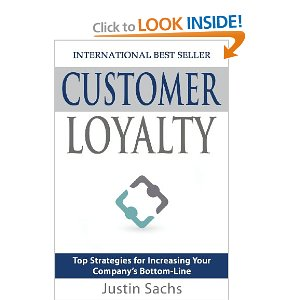 Click to
LOOK INSIDE!
INTERNATIONAL BEST SELLER
CUSTOMER
LOYALTY
Top Strategies for Increasing Your
Company's Bottom-Line
Justin Sachs